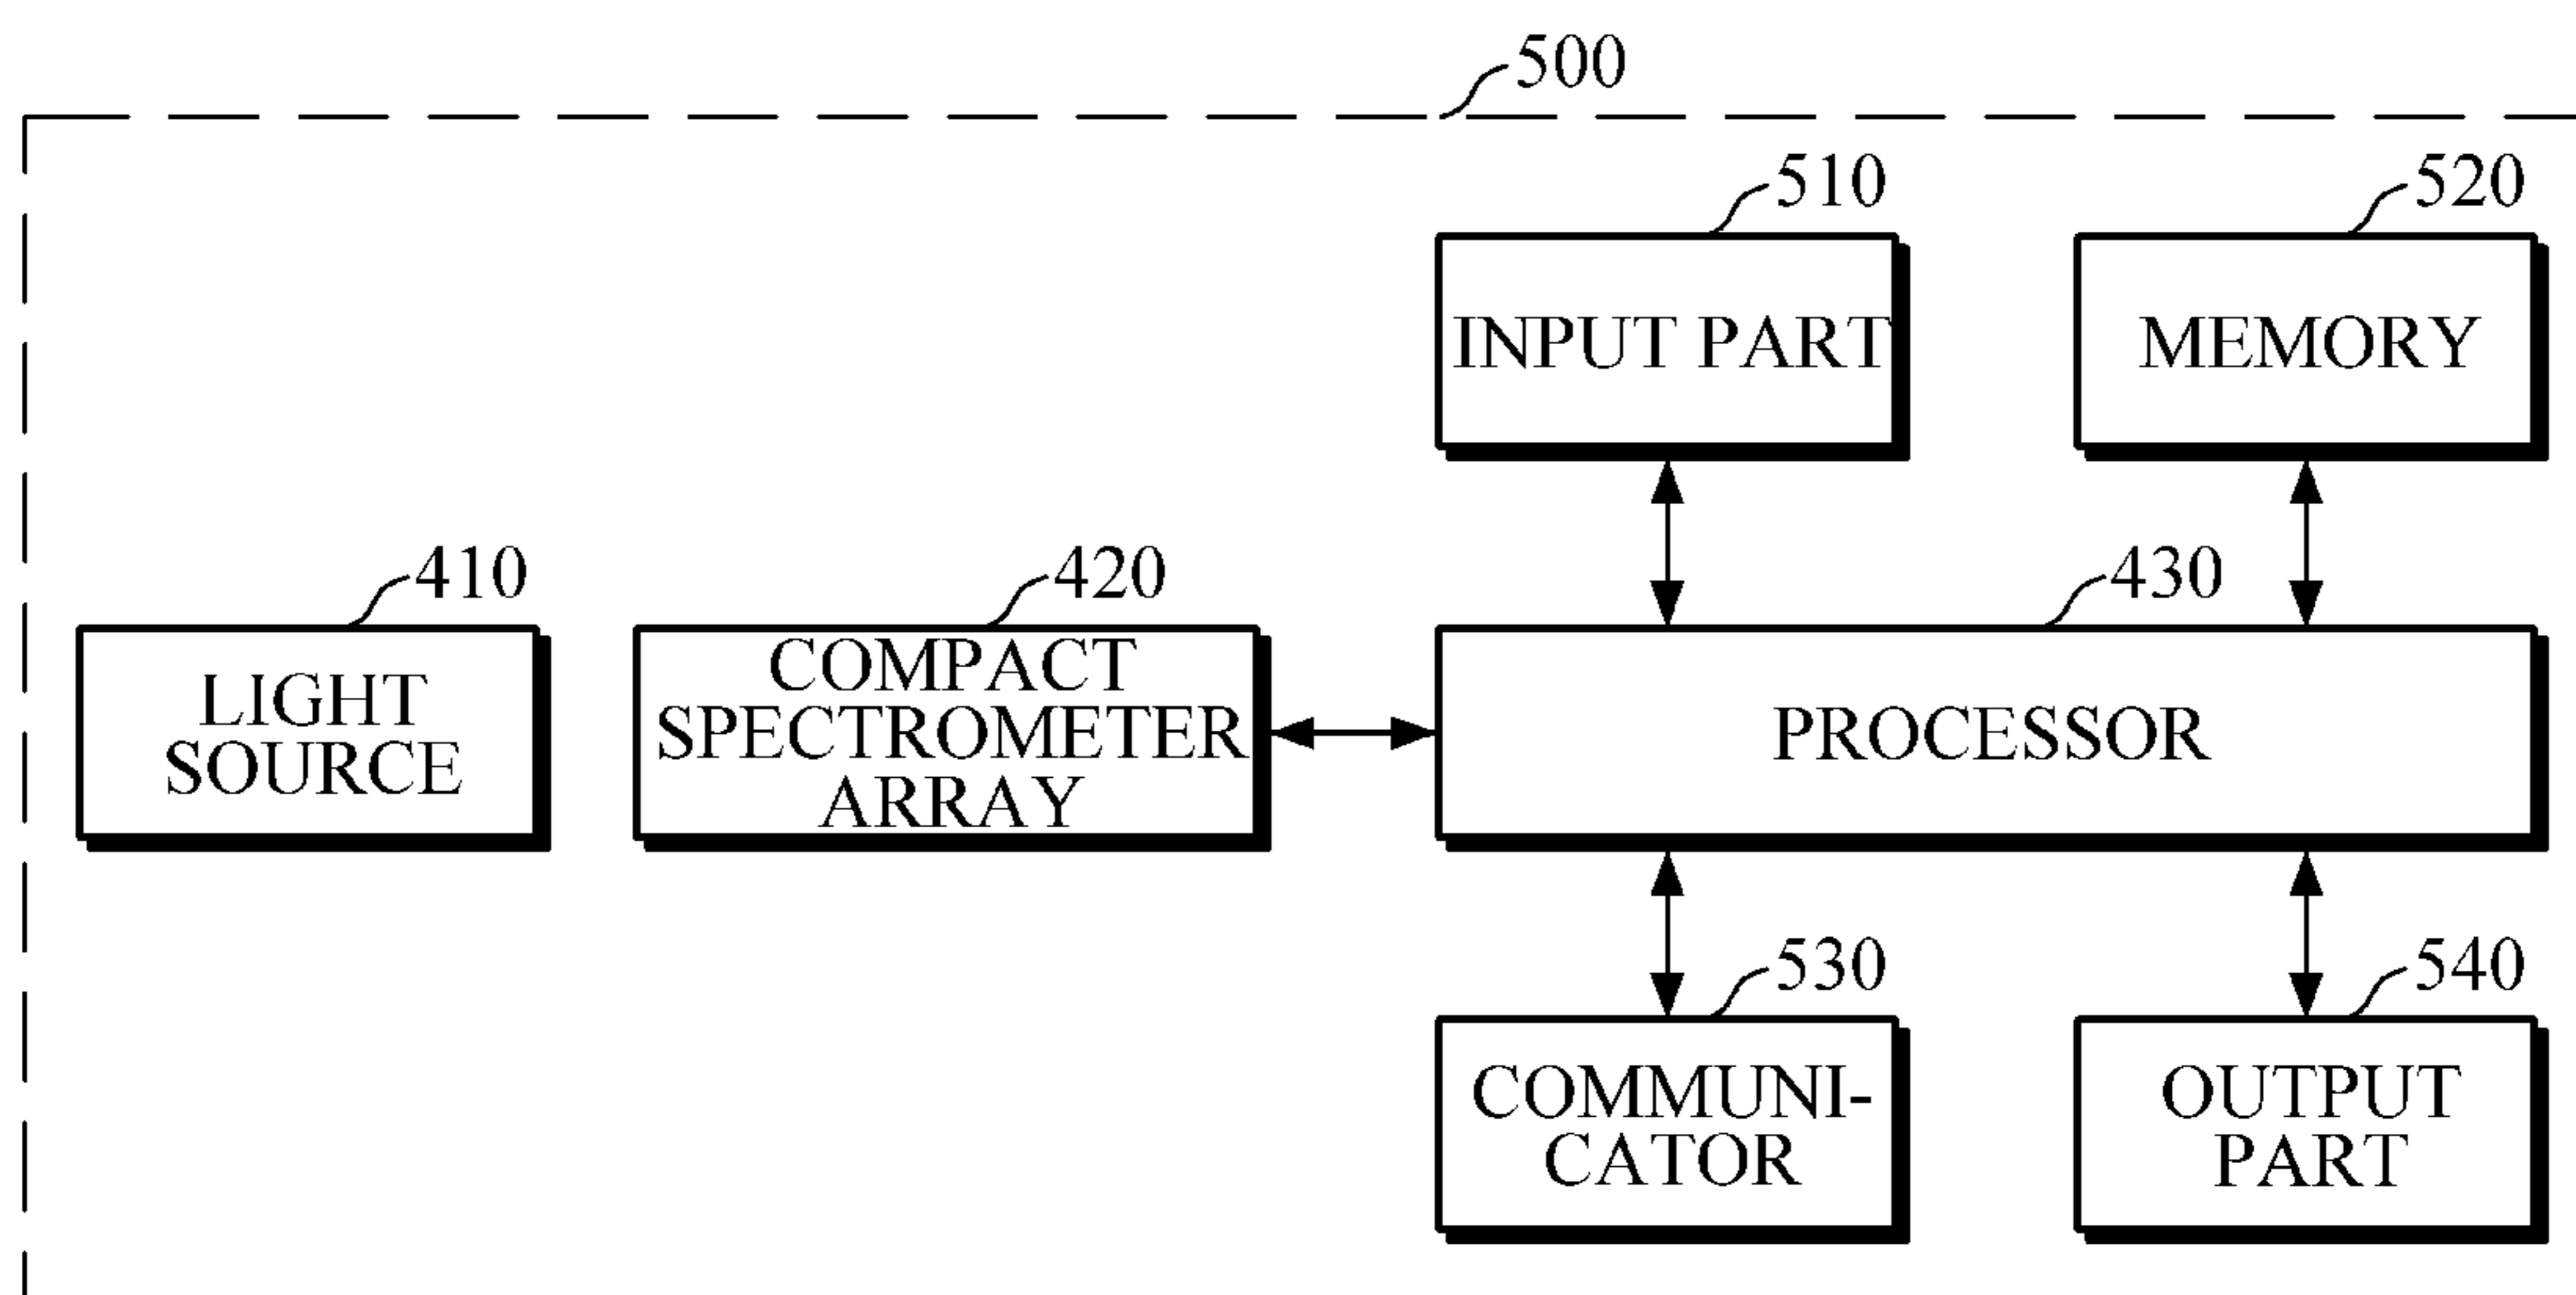 500
510
INPUT PART
520
MEMORY
410
LIGHT
SOURCE
420
COMPACT
SPECTROMETER
ARRAY
430
PROCESSOR
530
COMMUNI-
CATOR
540
OUTPUT
PART